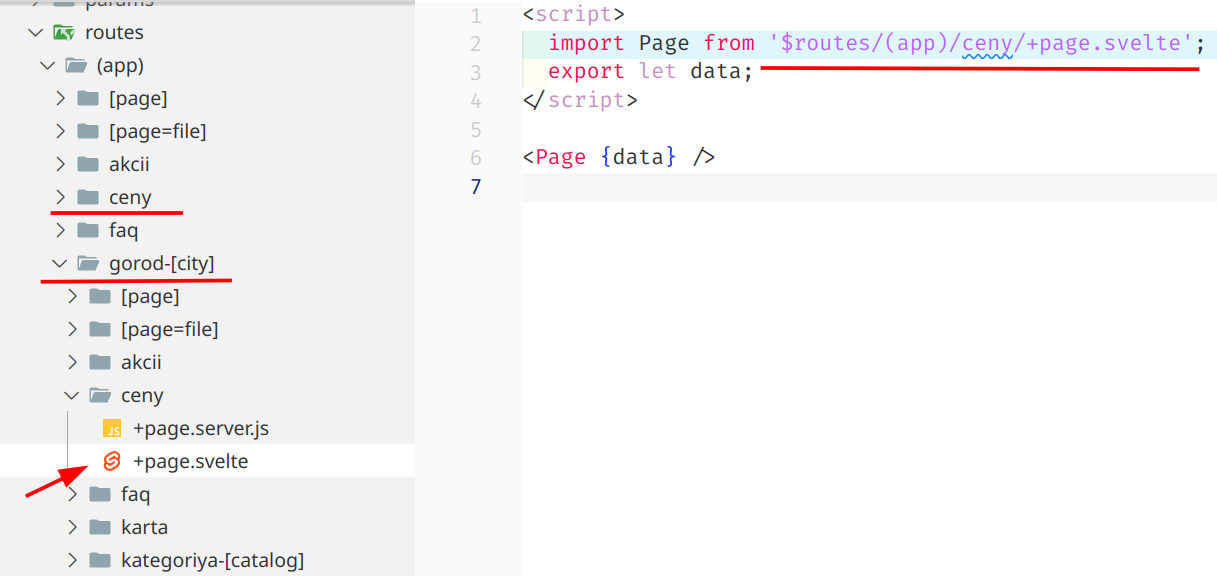 params
routes
(app)
[page]
[page=file]
akcii
ceny
faq
gorod-[city]
[page]
[page=file]
akcii
ceny
JS +page.server.js
+page.svelte
faq
karta
kategoriya-[catalog]
1 <script>
2 import Page from '$routes/(app)/ceny/+page.svelte';
3 export let data;
4 </script>
5
6 <Page {data} />
7